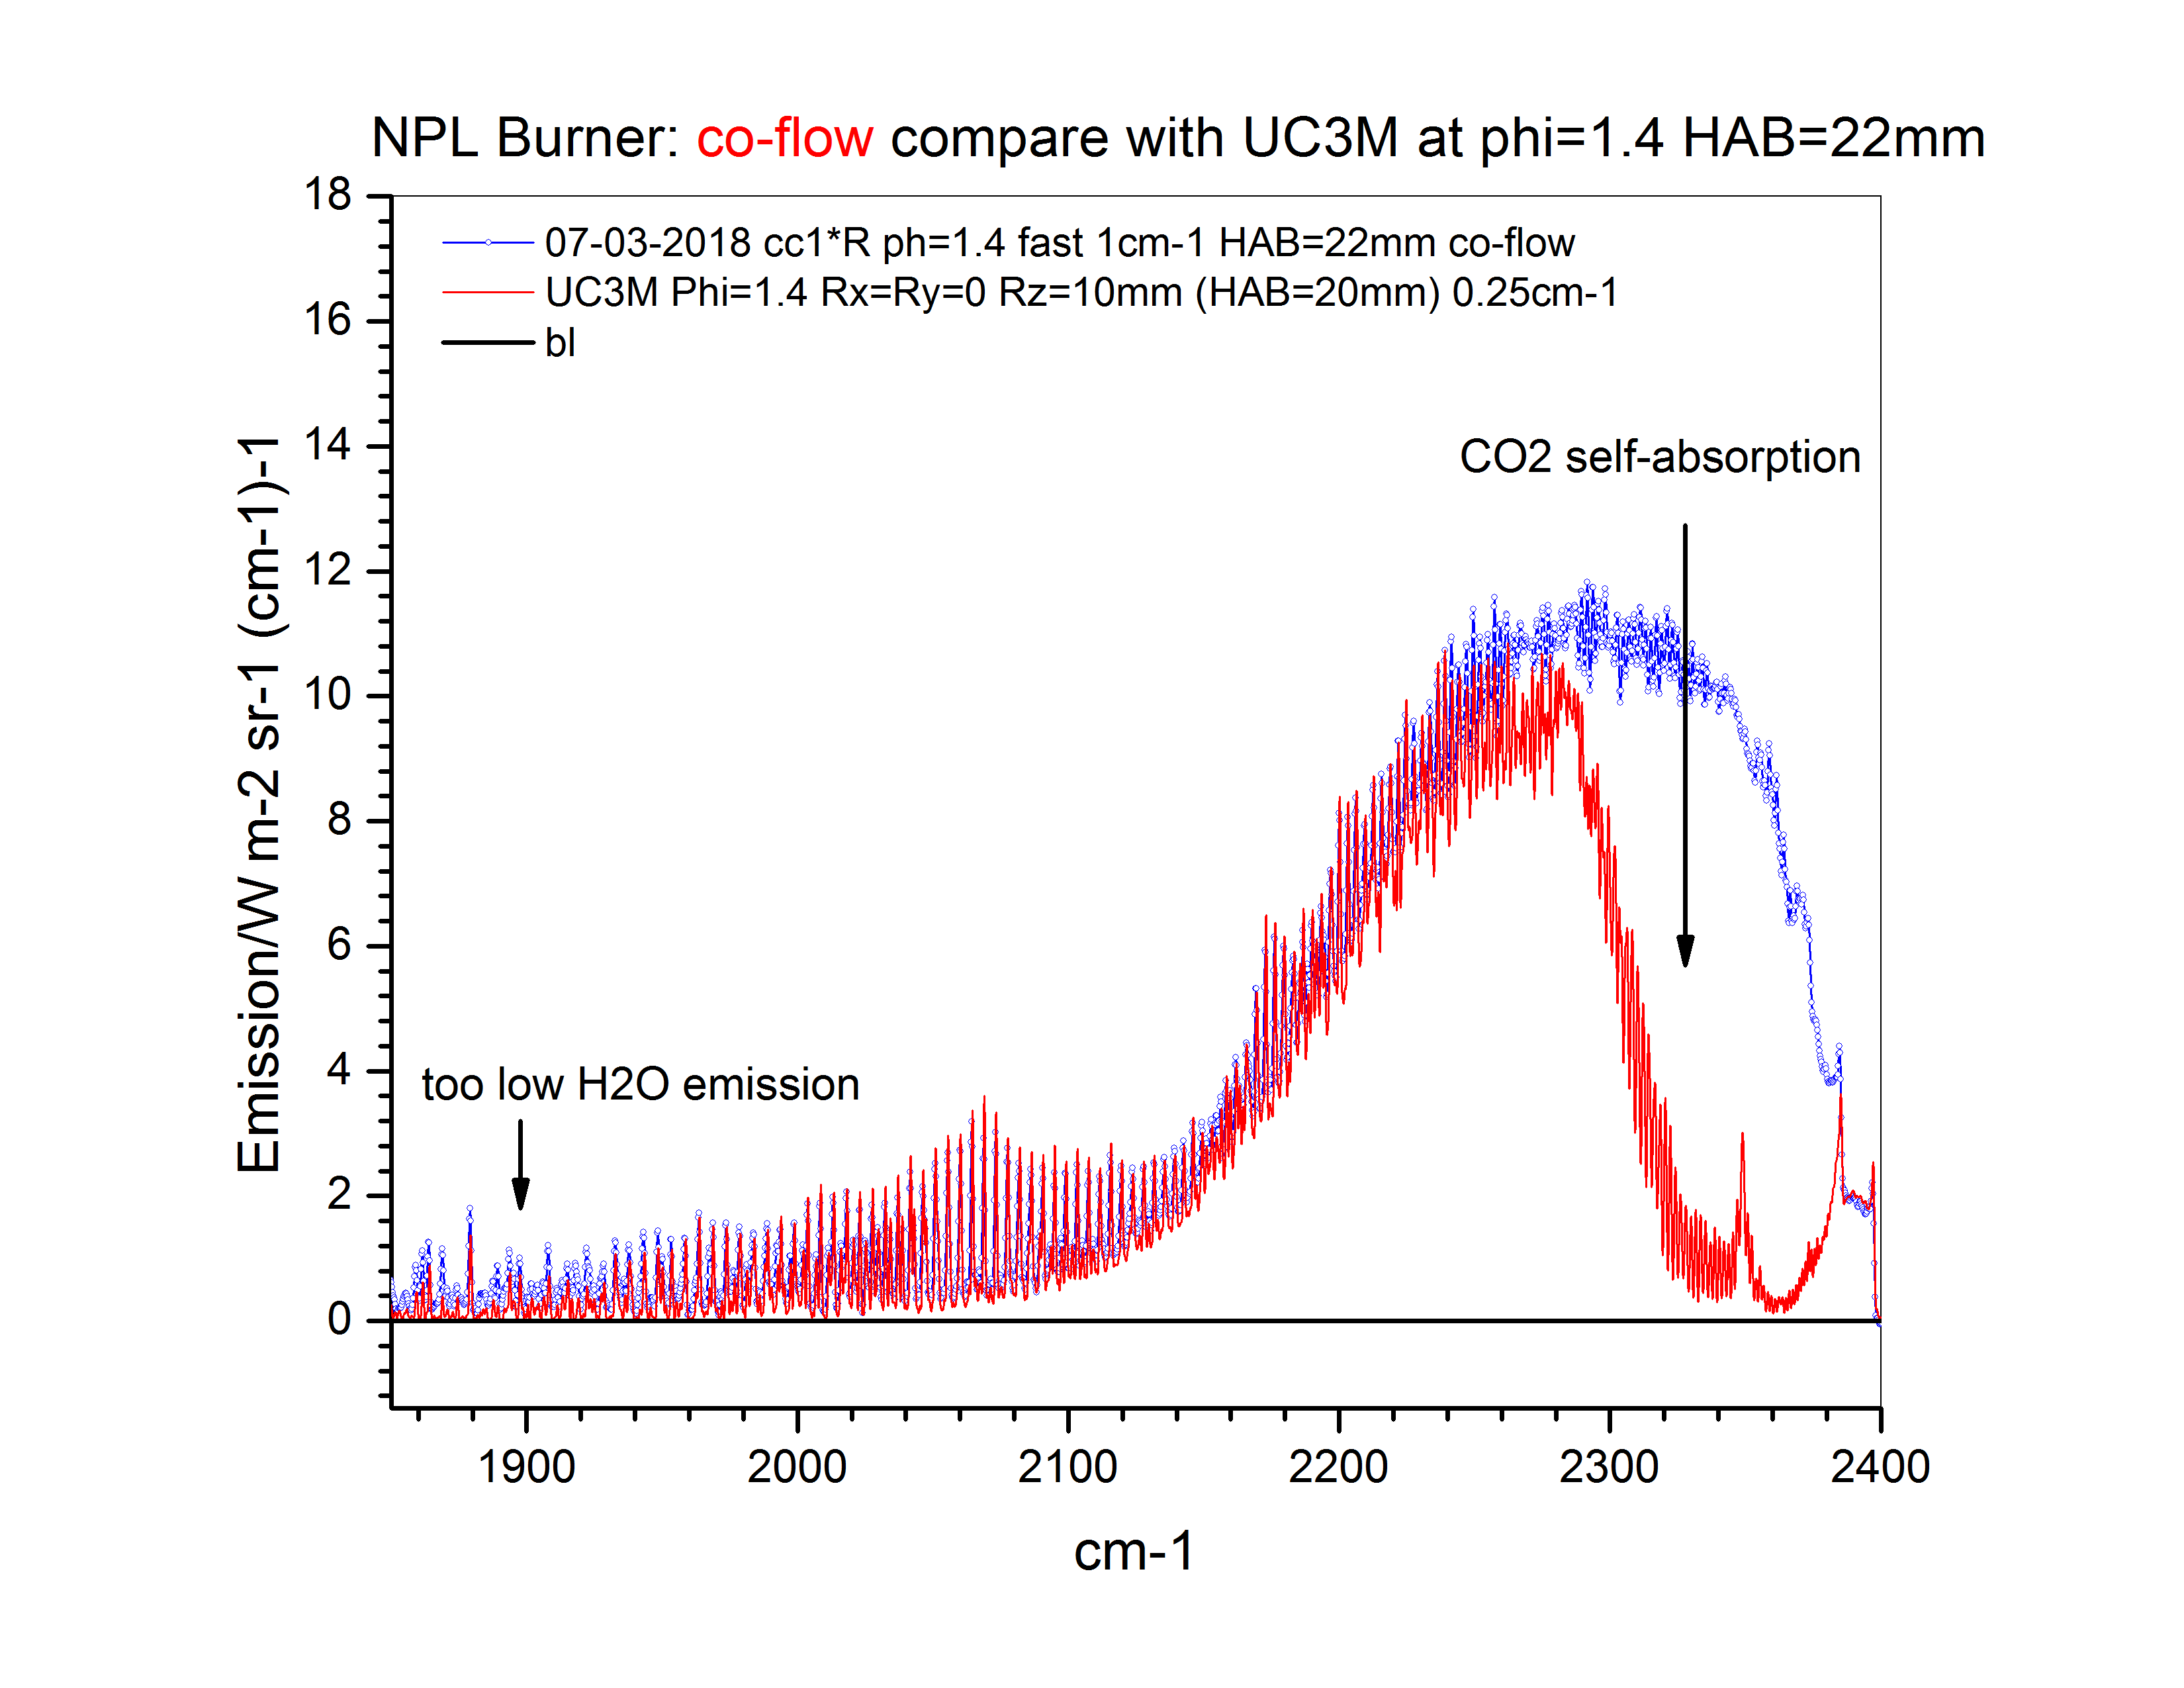 NPL Burner: co-flow compare with UC3M at phi=1.4 HAB=22mm
07-03-2018 cc1*R ph=1.4 fast 1cm-1 HAB=22mm co-flow
UC3M Phi=1.4 Rx=Ry=0 Rz=10mm (HAB=20mm) 0.25cm-1
bl
CO2 self-absorption
too low H2O emission
Emission/W m-2 sr-1 (cm-1)-1
18
16
14
12
10
8
6
4
2
0
1900 2000 2100 2200 2300 2400
cm-1